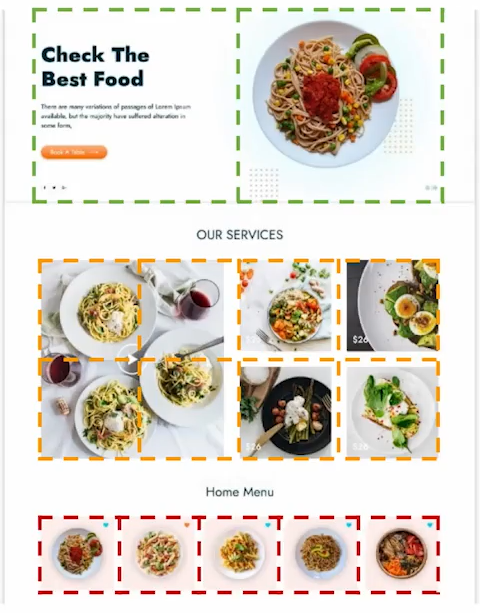 Check The
Best Food
There are many variations of passages of Lorem Ipsum
available, but the majority have suffered alteration in
some form,
Book A Table
OUR SERVICES
$26
$26
$26
Home Menu